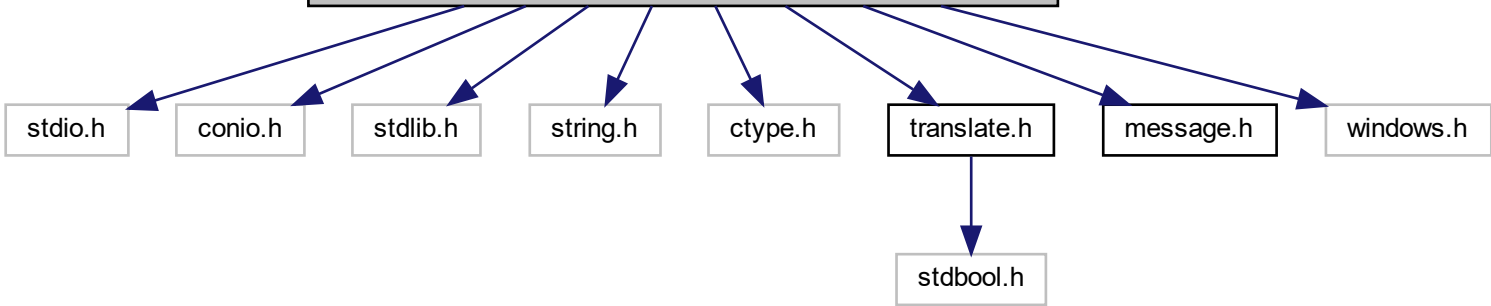 stdio.h
conio.h
stdlib.h
string.h
ctype.h
translate.h
message.h
windows.h
stdbool.h